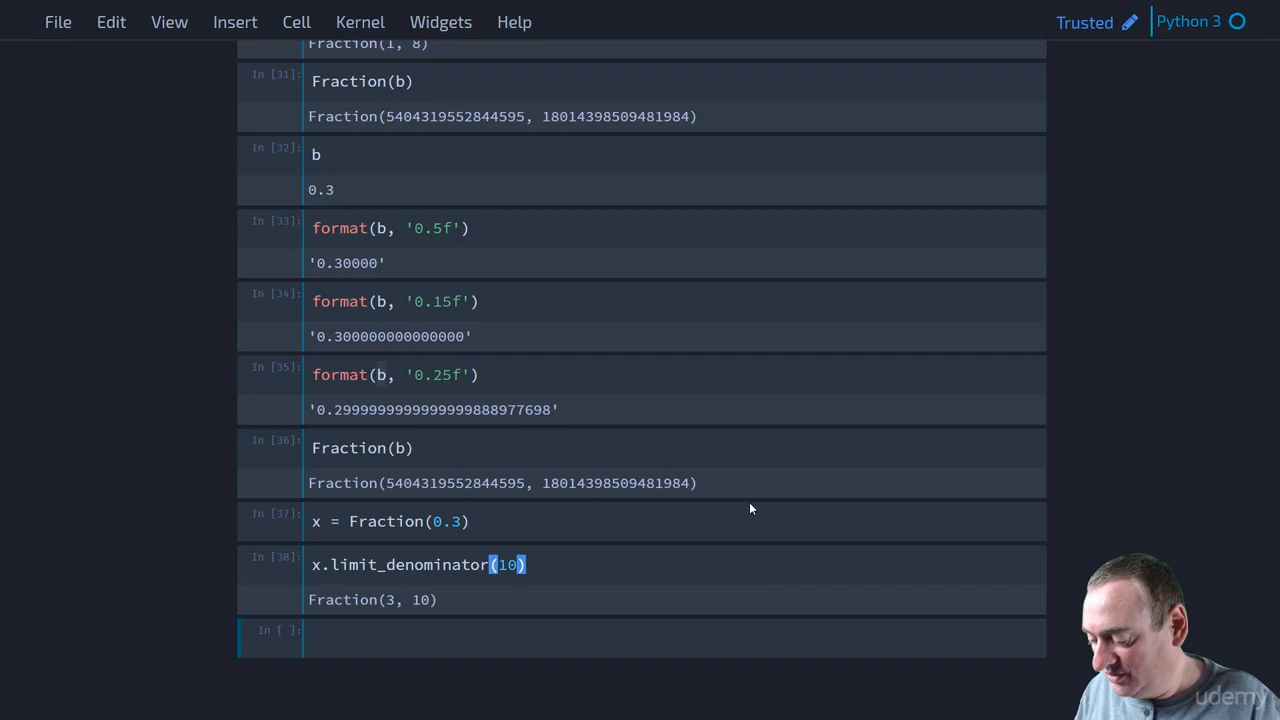 File Edit View Insert Cell Kernel Widgets Help Trusted Python 3
Fraction(1, 8)
In [31]: Fraction(b)
Fraction(5404319552844595, 18014398509481984)
In [32]: b
0.3
In [33]: format(b, '0.5f')
'0.30000'
In [34]: format(b, '0.15f')
'0.300000000000000'
In [35]: format(b, '0.25f')
'0.2999999999999999888977698'
In [36]: Fraction(b)
Fraction(5404319552844595, 18014398509481984)
In [37]: x = Fraction(0.3)
In [38]: x.limit_denominator(10)
Fraction(3, 10)
In [ ]:
udemy